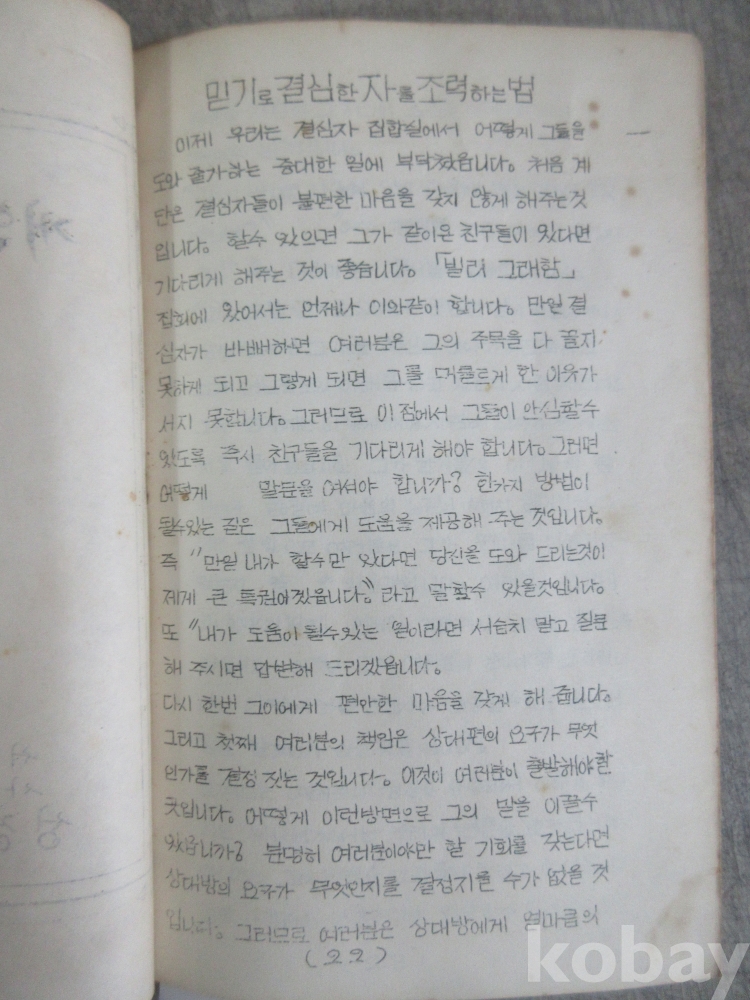 믿기로 결심한 자를 조력하는 법
이제 우리는 결심자 집합실에서 어떻게 그들을
도와 줄가하는 중대한 일에 부닥쳤읍니다。 처음 계
단은 결심자들이 불편한 마음을 갖지 않게 해주는것
입니다。 할수 있으면 그가 같이온 친구들이 있다면
기다리게 해주는 것이 좋습니다。 「빌리 그래함」
집회에 있어서는 언제나 이와같이 합니다。 만일 결
심자가 바빼하면 여러분은 그의 주목을 다 끌지
못하게 되고 그렇게 되면 그를 머물르게 한 이유가
서지 못합니다。그러므로 이 점에서 그들이 안심할수
있도록 즉시 친구들을 기다리게 해야 합니다。그러면
어떻게 말문을 여셔야 합니까? 한가지 방법이
될수있는 길은 그들에게 도움을 제공해 주는것입니다。
즉 "만일 내가 할수만 있다면 당신을 도와 드리는것이
제게 큰 특권이겠읍니다。" 라고 말할수 있을것입니다。
또 "내가 도움이 될수있는 일이라면 서슴치 말고 질문
해 주시면 답변해 드리겠읍니다。
다시 한번 그이에게 편안한 마음을 갖게 해 줍니다。
그리고 첫째 여러분의 책임은 상대편의 요구가 무엇
인가를 결정 짓는 것입니다。 이것이 여러분이 출발해야할
곳입니다。 어떻게 이런방면으로 그의 말을 이끌수
있읍니까? 분명히 여러분이야만 할 기회를 갖는다면
상대방의 요구가 무엇인지를 결정지을 수가 없을 것
입니다。 그러므로 여러분은 상대방에게 얼마큼의
(22)
kobay